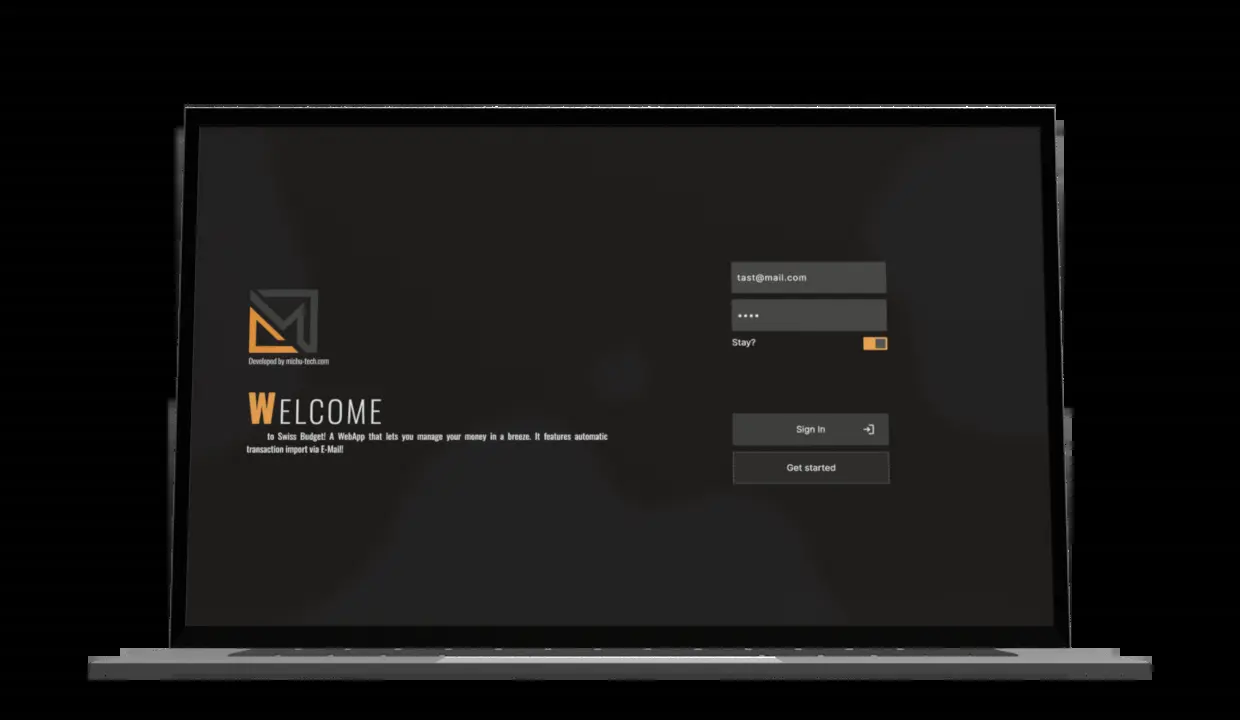 Developed by michu-tech.com
WELCOME
to Swiss Budget! A WebApp that lets you manage your money in a breeze. It features automatic
transaction import via E-Mail!
tast@mail.com
••••
Stay?
Sign In
Get started